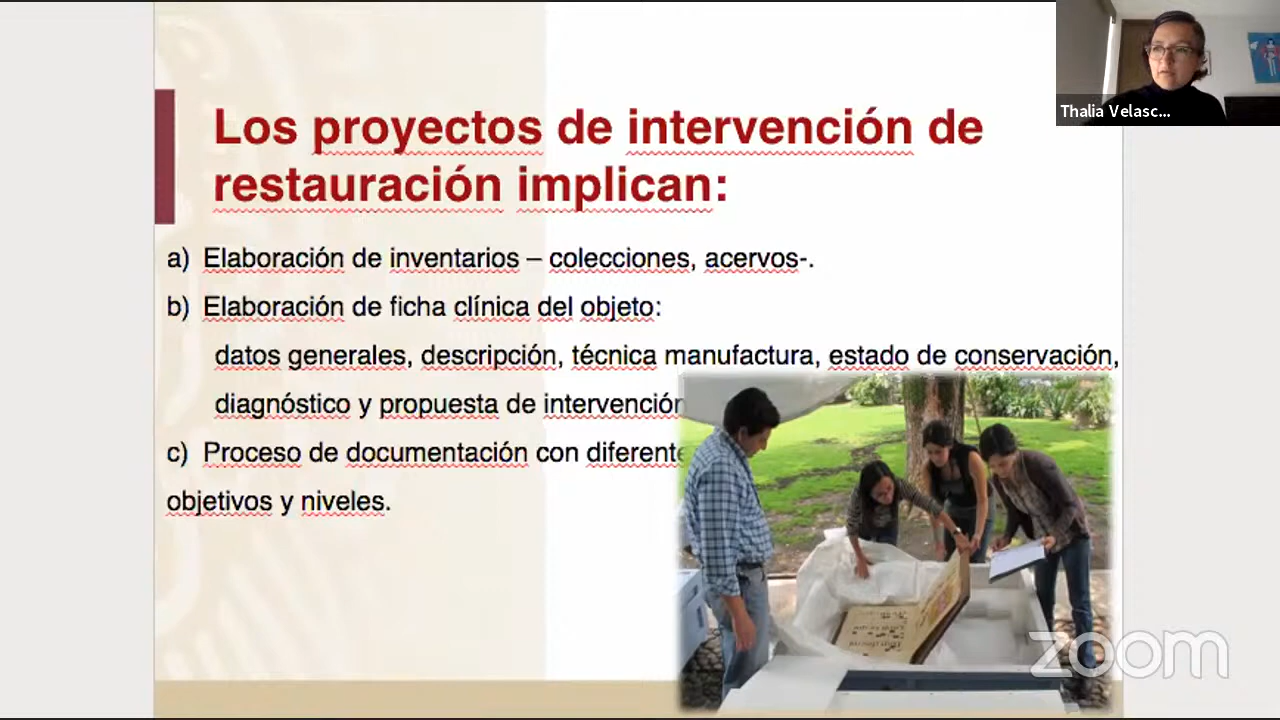 Los proyectos de intervención de
restauración implican:
a) Elaboración de inventarios – colecciones, acervos-.
b) Elaboración de ficha clínica del objeto:
datos generales, descripción, técnica manufactura, estado de conservación,
diagnóstico y propuesta de intervención
c) Proceso de documentación con diferente
objetivos y niveles.
Thalia Velasc...
zoom